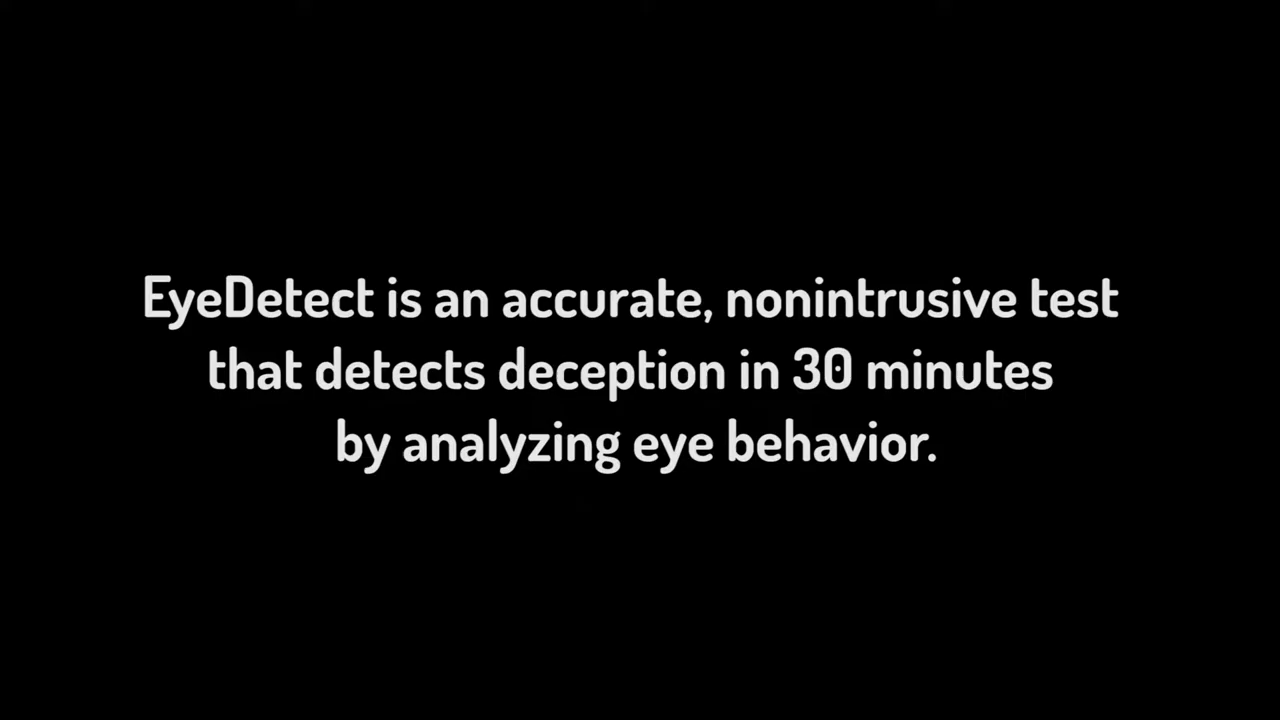 EyeDetect is an accurate, nonintrusive test
that detects deception in 30 minutes
by analyzing eye behavior.